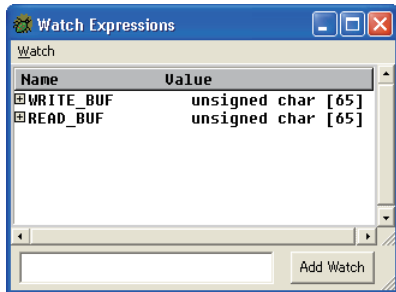 Watch Expressions
Watch
Name Value
WRITE_BUF unsigned char [65]
READ_BUF unsigned char [65]
Add Watch